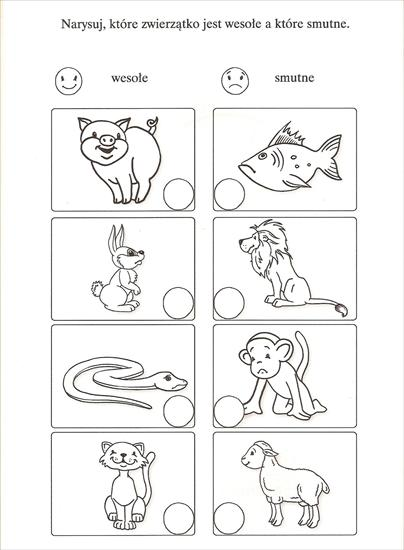 Narysuj, które zwierzątko jest wesołe a które smutne.
wesołe smutne